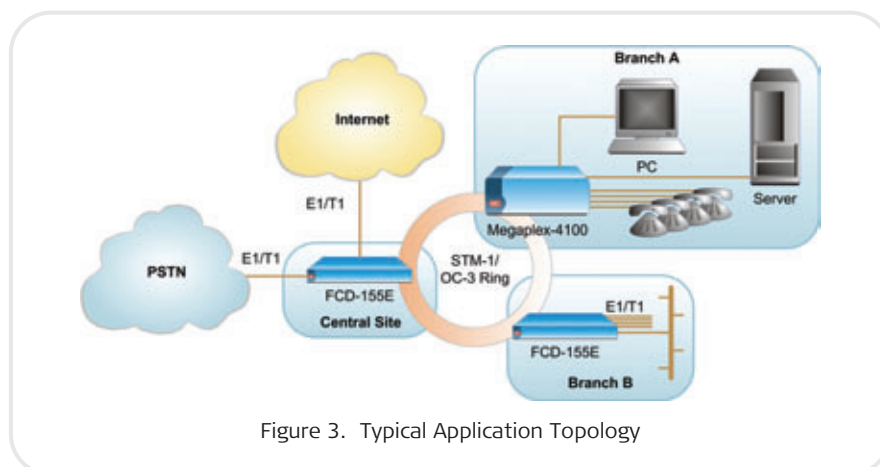 Branch A
Internet
PC
Server
E1/T1
Megaplex-4100
PSTN
E1/T1
STM-1/
OC-3 Ring
FCD-155E
Central Site
E1/T1
FCD-155E
Branch B
Figure 3. Typical Application Topology